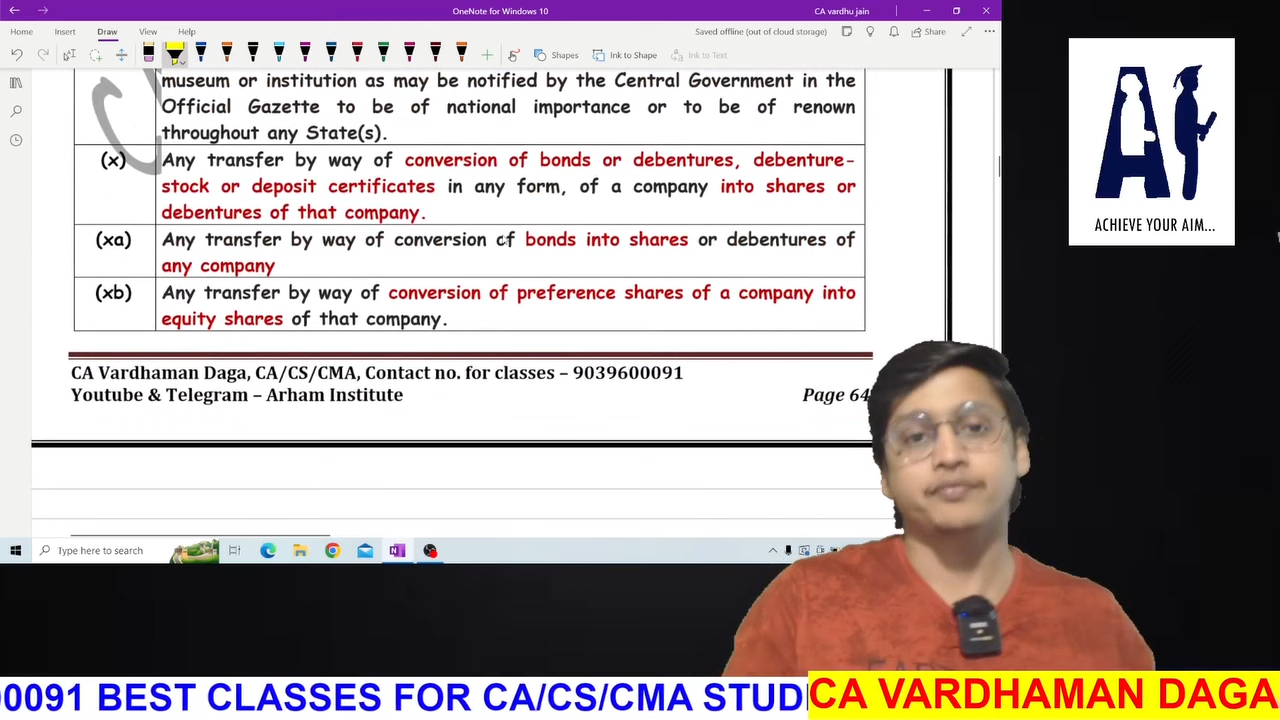 OneNote for Windows 10
CA vardhu jain
Home Insert Draw View Help
Saved offline (out of cloud storage)
Share
Shapes
Ink to Shape
Ink to Text
museum or institution as may be notified by the Central Government in the
Official Gazette to be of national importance or to be of renown
throughout any State(s).
(x) Any transfer by way of conversion of bonds or debentures, debenture-
stock or deposit certificates in any form, of a company into shares or
debentures of that company.
(xa) Any transfer by way of conversion of bonds into shares or debentures of
any company
(xb) Any transfer by way of conversion of preference shares of a company into
equity shares of that company.
CA Vardhaman Daga, CA/CS/CMA, Contact no. for classes – 9039600091
Youtube & Telegram – Arham Institute Page 64
Type here to search
ACHIEVE YOUR AIM...
00091 BEST CLASSES FOR CA/CS/CMA STUD
CA VARDHAMAN DAGA